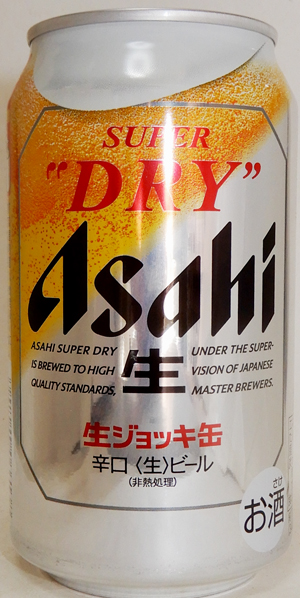 SUPER
"DRY"
Asahi
ASAHI SUPER DRY
IS BREWED TO HIGH
QUALITY STANDARDS,
生
UNDER THE SUPER-
VISION OF JAPANESE
MASTER BREWERS.
生ジョッキ缶
辛口〈生〉ビール
(非熱処理)
さけ
お酒